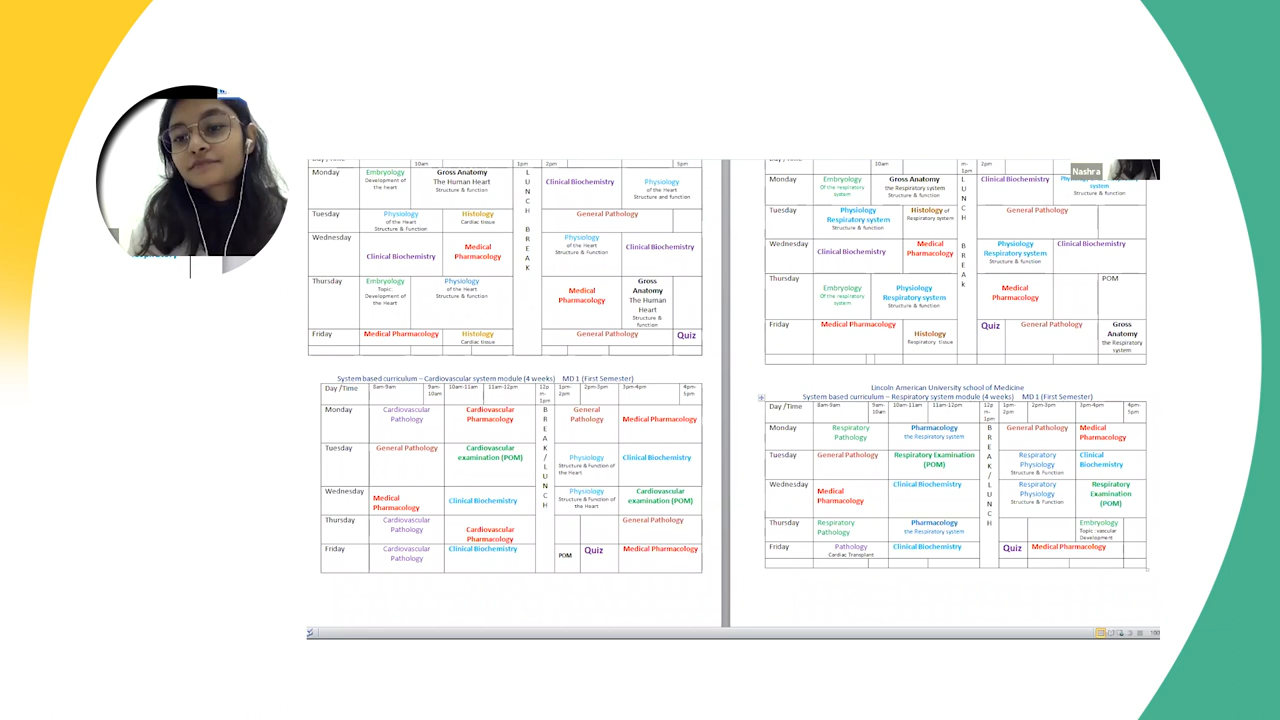 10am 1pm 2pm 5pm
Monday Embryology Gross Anatomy Clinical Biochemistry Physiology
Development of the Heart The Human Heart of the Heart
Structure & function Structure and function
Tuesday Physiology Histology General Pathology
of the Heart Cardiac tissue
Structure & Function
Wednesday Clinical Biochemistry Medical Pharmacology Physiology Clinical Biochemistry
of the Heart
Structure & Function
Thursday Embryology Physiology Medical Pharmacology Gross Anatomy
Topic: of the Heart The Human Heart
Development of the Heart Structure & Function Structure & function
Friday Medical Pharmacology Histology General Pathology Quiz
Cardiac tissue
LUNCH BREAK
System based curriculum – Cardiovascular system module (4 weeks) MD 1 (First Semester)
Day /Time 8am-9am 9am-10am 10am-11am 11am-12pm 12pm-1pm 1pm-2pm 2pm-3pm 3pm-4pm 4pm-5pm
Monday Cardiovascular Pathology Cardiovascular Pharmacology General Pathology Medical Pharmacology
Tuesday General Pathology Cardiovascular examination (POM) Physiology Clinical Biochemistry
Structure & Function of the Heart
Wednesday Medical Pharmacology Clinical Biochemistry Physiology Cardiovascular examination (POM)
Structure & Function of the Heart
Thursday Cardiovascular Pathology Cardiovascular Pharmacology General Pathology
Friday Cardiovascular Pathology Clinical Biochemistry POM Quiz Medical Pharmacology
BREAK/LUNCH
Nashra
10am m-1pm 2pm
Monday Embryology Gross Anatomy Clinical Biochemistry
Of the respiratory system the Respiratory system system
Structure & function Structure & function
Tuesday Physiology Respiratory system Histology of General Pathology
Structure & function Respiratory system
Wednesday Clinical Biochemistry Medical Pharmacology Physiology Respiratory system Clinical Biochemistry
Structure & function
Thursday Embryology Physiology Respiratory system Medical Pharmacology POM
Of the respiratory system Structure & function
Friday Medical Pharmacology Histology Quiz General Pathology Gross Anatomy
Respiratory tissue the Respiratory system
LUNCH BREAk
Lincoln American University school of Medicine
System based curriculum – Respiratory system module (4 weeks) MD 1 (First Semester)
Day /Time 8am-9am 9am-10am 10am-11am 11am-12pm 12pm-1pm 1pm-2pm 2pm-3pm 3pm-4pm 4pm-5pm
Monday Respiratory Pathology Pharmacology General Pathology Medical Pharmacology
the Respiratory system
Tuesday General Pathology Respiratory Examination (POM) Respiratory Physiology Clinical Biochemistry
Structure & Function
Wednesday Medical Pharmacology Clinical Biochemistry Respiratory Physiology Respiratory Examination (POM)
Structure & Function
Thursday Respiratory Pathology Pharmacology Embryology
the Respiratory system Topic: vascular Development
Friday Pathology Clinical Biochemistry Quiz Medical Pharmacology
Cardiac Transplant
BREAK/LUNCH
100